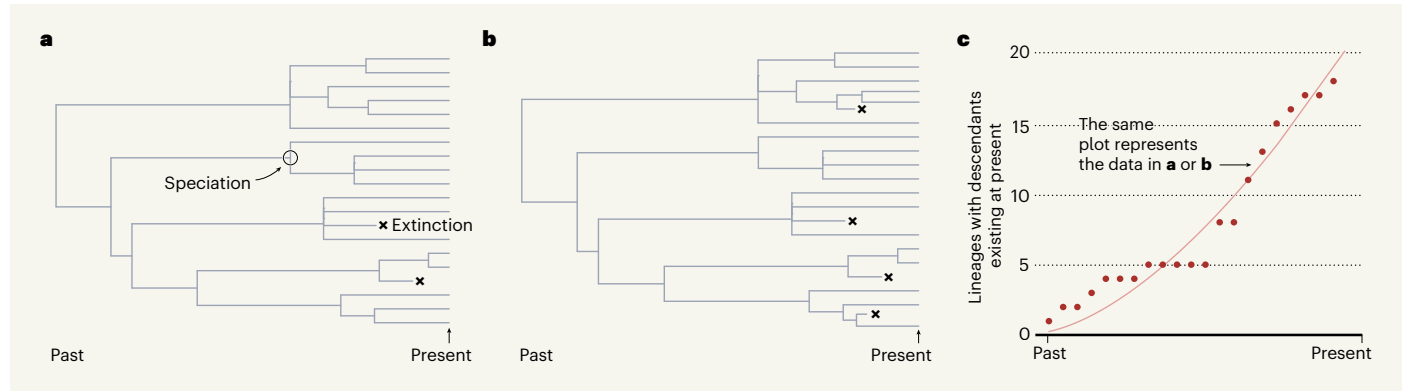 a
Speciation
Extinction
Past
Present
b
Past
Present
c
Lineages with descendants
existing at present
20
15
10
5
0
The same
plot represents
the data in a or b
Past
Present